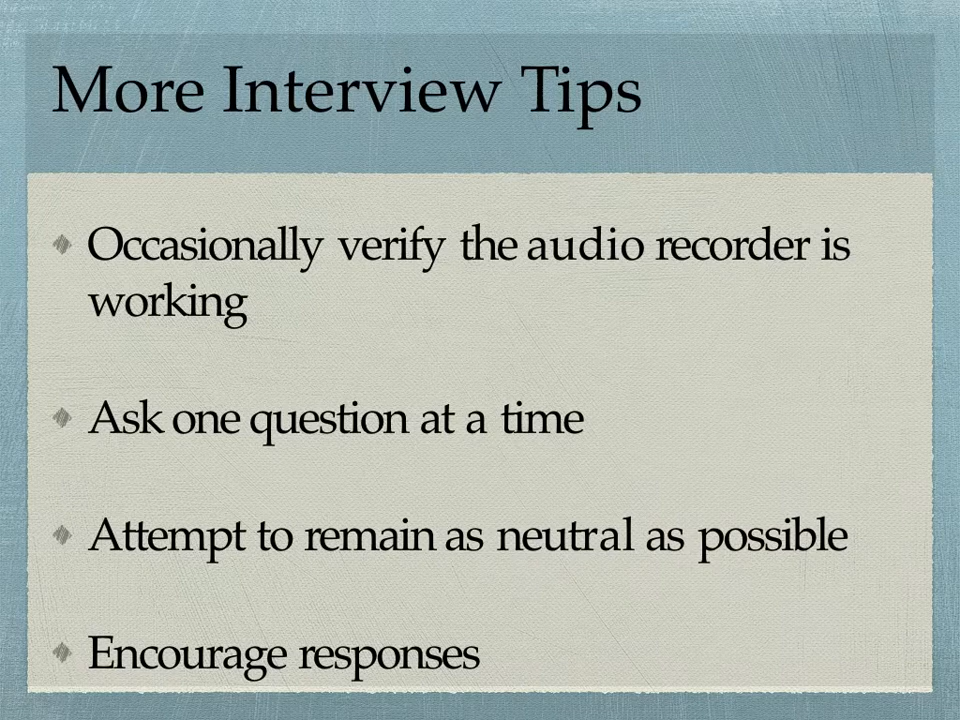 More Interview Tips
Occasionally verify the audio recorder is
working
Ask one question at a time
Attempt to remain as neutral as possible
Encourage responses